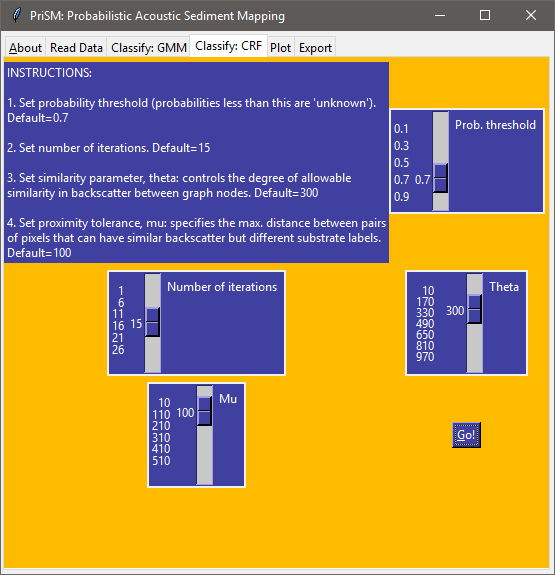 PriSM: Probabilistic Acoustic Sediment Mapping
About Read Data Classify: GMM Classify: CRF Plot Export
INSTRUCTIONS:
1. Set probability threshold (probabilities less than this are 'unknown').
Default=0.7
2. Set number of iterations. Default=15
3. Set similarity parameter, theta: controls the degree of allowable
similarity in backscatter between graph nodes. Default=300
4. Set proximity tolerance, mu: specifies the max. distance between pairs
of pixels that can have similar backscatter but different substrate labels.
Default=100
Prob. threshold
0.1
0.3
0.5
0.7 0.7
0.9
Number of iterations
1
6
11
16 15
21
26
Theta
10
170
330 300
490
650
810
970
Mu
10
110 100
210
310
410
510
Go!